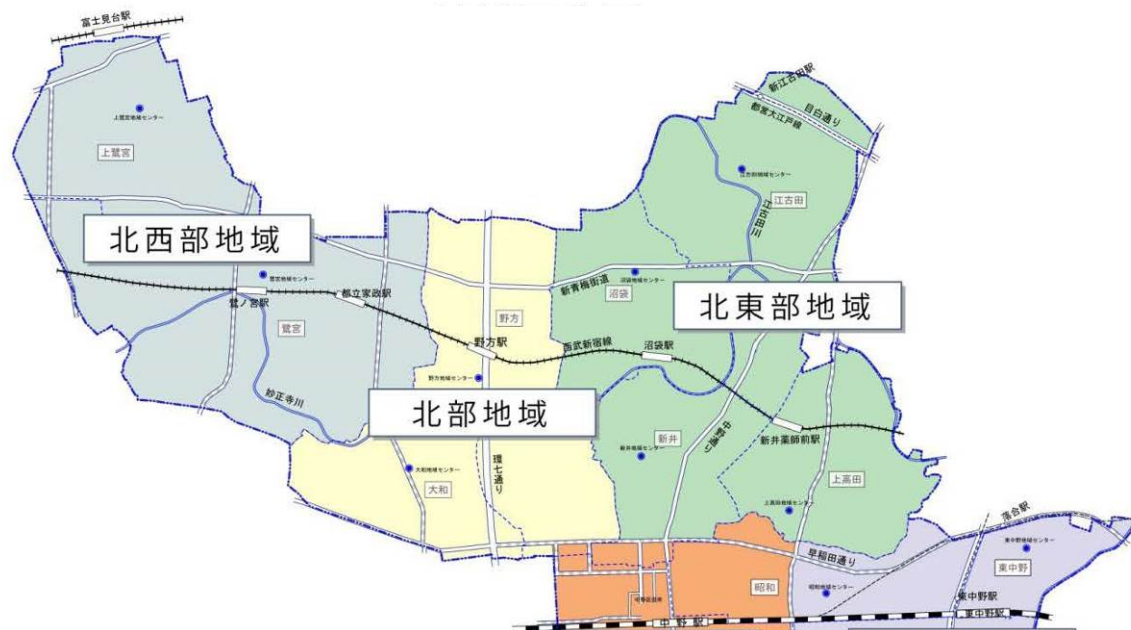 富士見台駅
上鷺宮地域センター
上鷺宮
新江古田駅
目白通り
都営大江戸線
江古田地域センター
江古田
江古田川
北西部地域
鷺宮地域センター
鷺ノ宮駅
都立家政駅
鷺宮
妙正寺川
野方
野方駅
野方地域センター
新青梅街道
沼袋地域センター
沼袋
西武新宿線
沼袋駅
北東部地域
北部地域
大和地域センター
大和
環七通り
新井
新井地域センター
中野通り
新井薬師前駅
上高田
上高田地域センター
早稲田通り
落合駅
東中野地域センター
東中野
昭和
昭和地域センター
東中野駅
東中野駅
中野駅